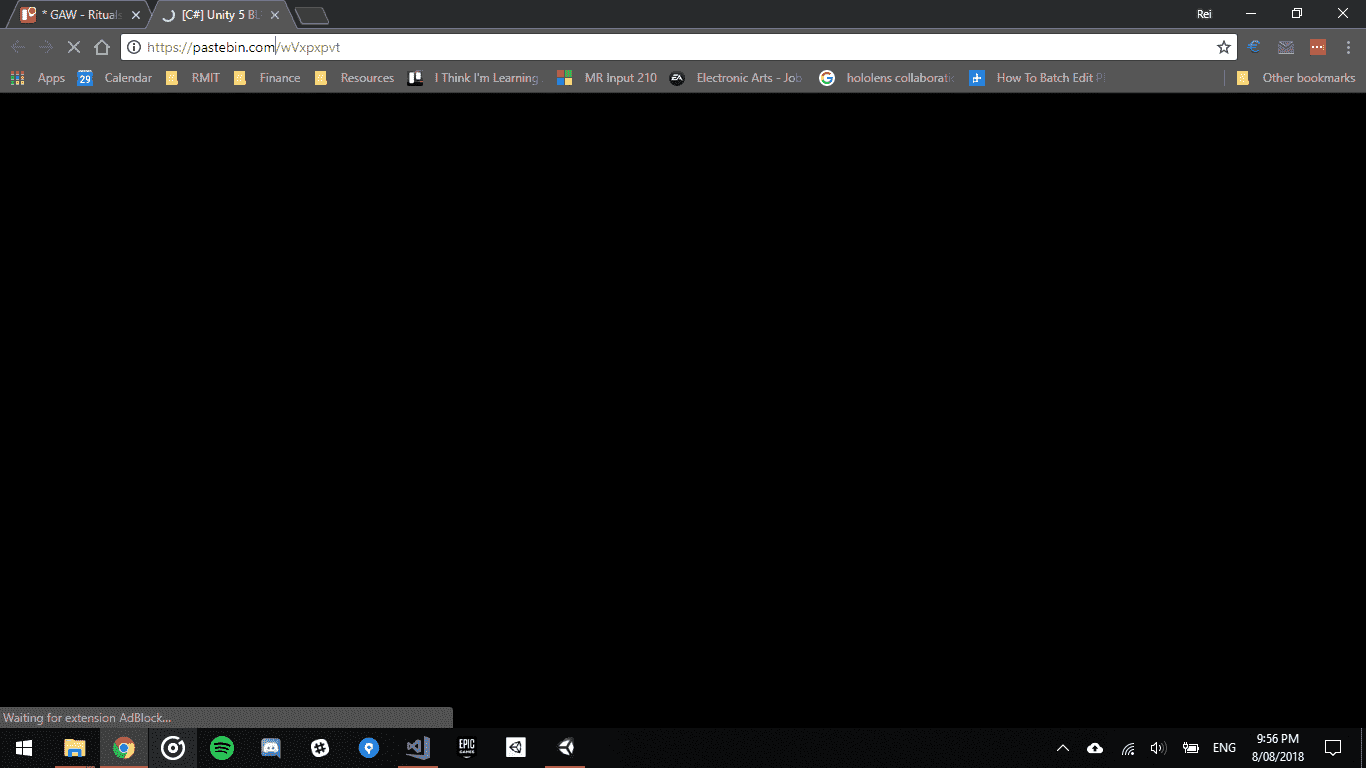 * GAW - Rituals
[C#] Unity 5 BL
Rei
https://pastebin.com/wVxpxpvt
Apps
29
Calendar
RMIT
Finance
Resources
I Think I'm Learning
MR Input 210
EA
Electronic Arts - Job
G
hololens collaboratio
How To Batch Edit Pl
Other bookmarks
Waiting for extension AdBlock...
EPIC
GAMES
ENG
9:56 PM
8/08/2018